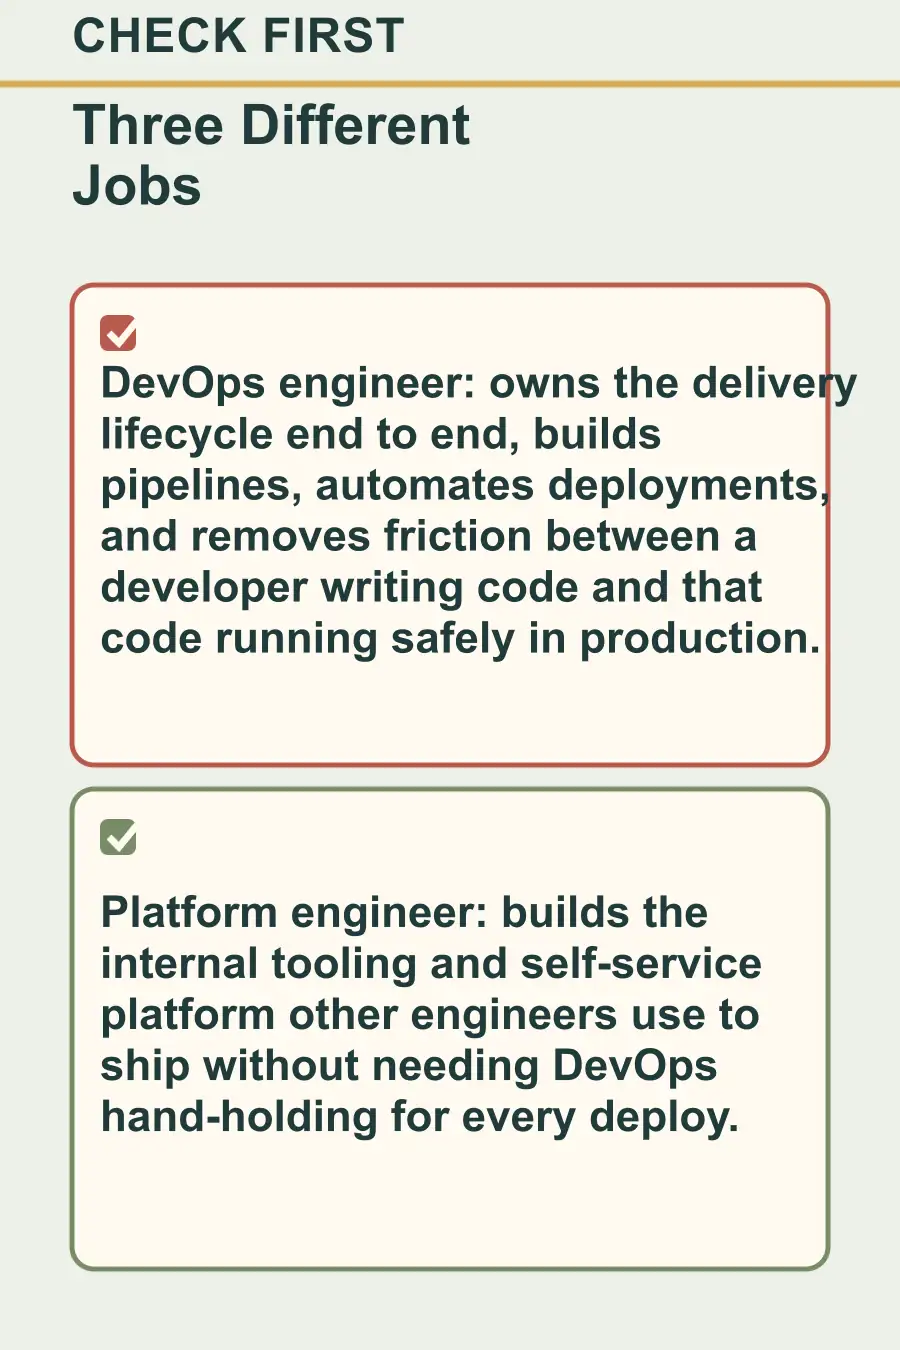 CHECK FIRST
Three Different
Jobs
DevOps engineer: owns the delivery
lifecycle end to end, builds
pipelines, automates deployments,
and removes friction between a
developer writing code and that
code running safely in production.
Platform engineer: builds the
internal tooling and self-service
platform other engineers use to
ship without needing DevOps
hand-holding for every deploy.